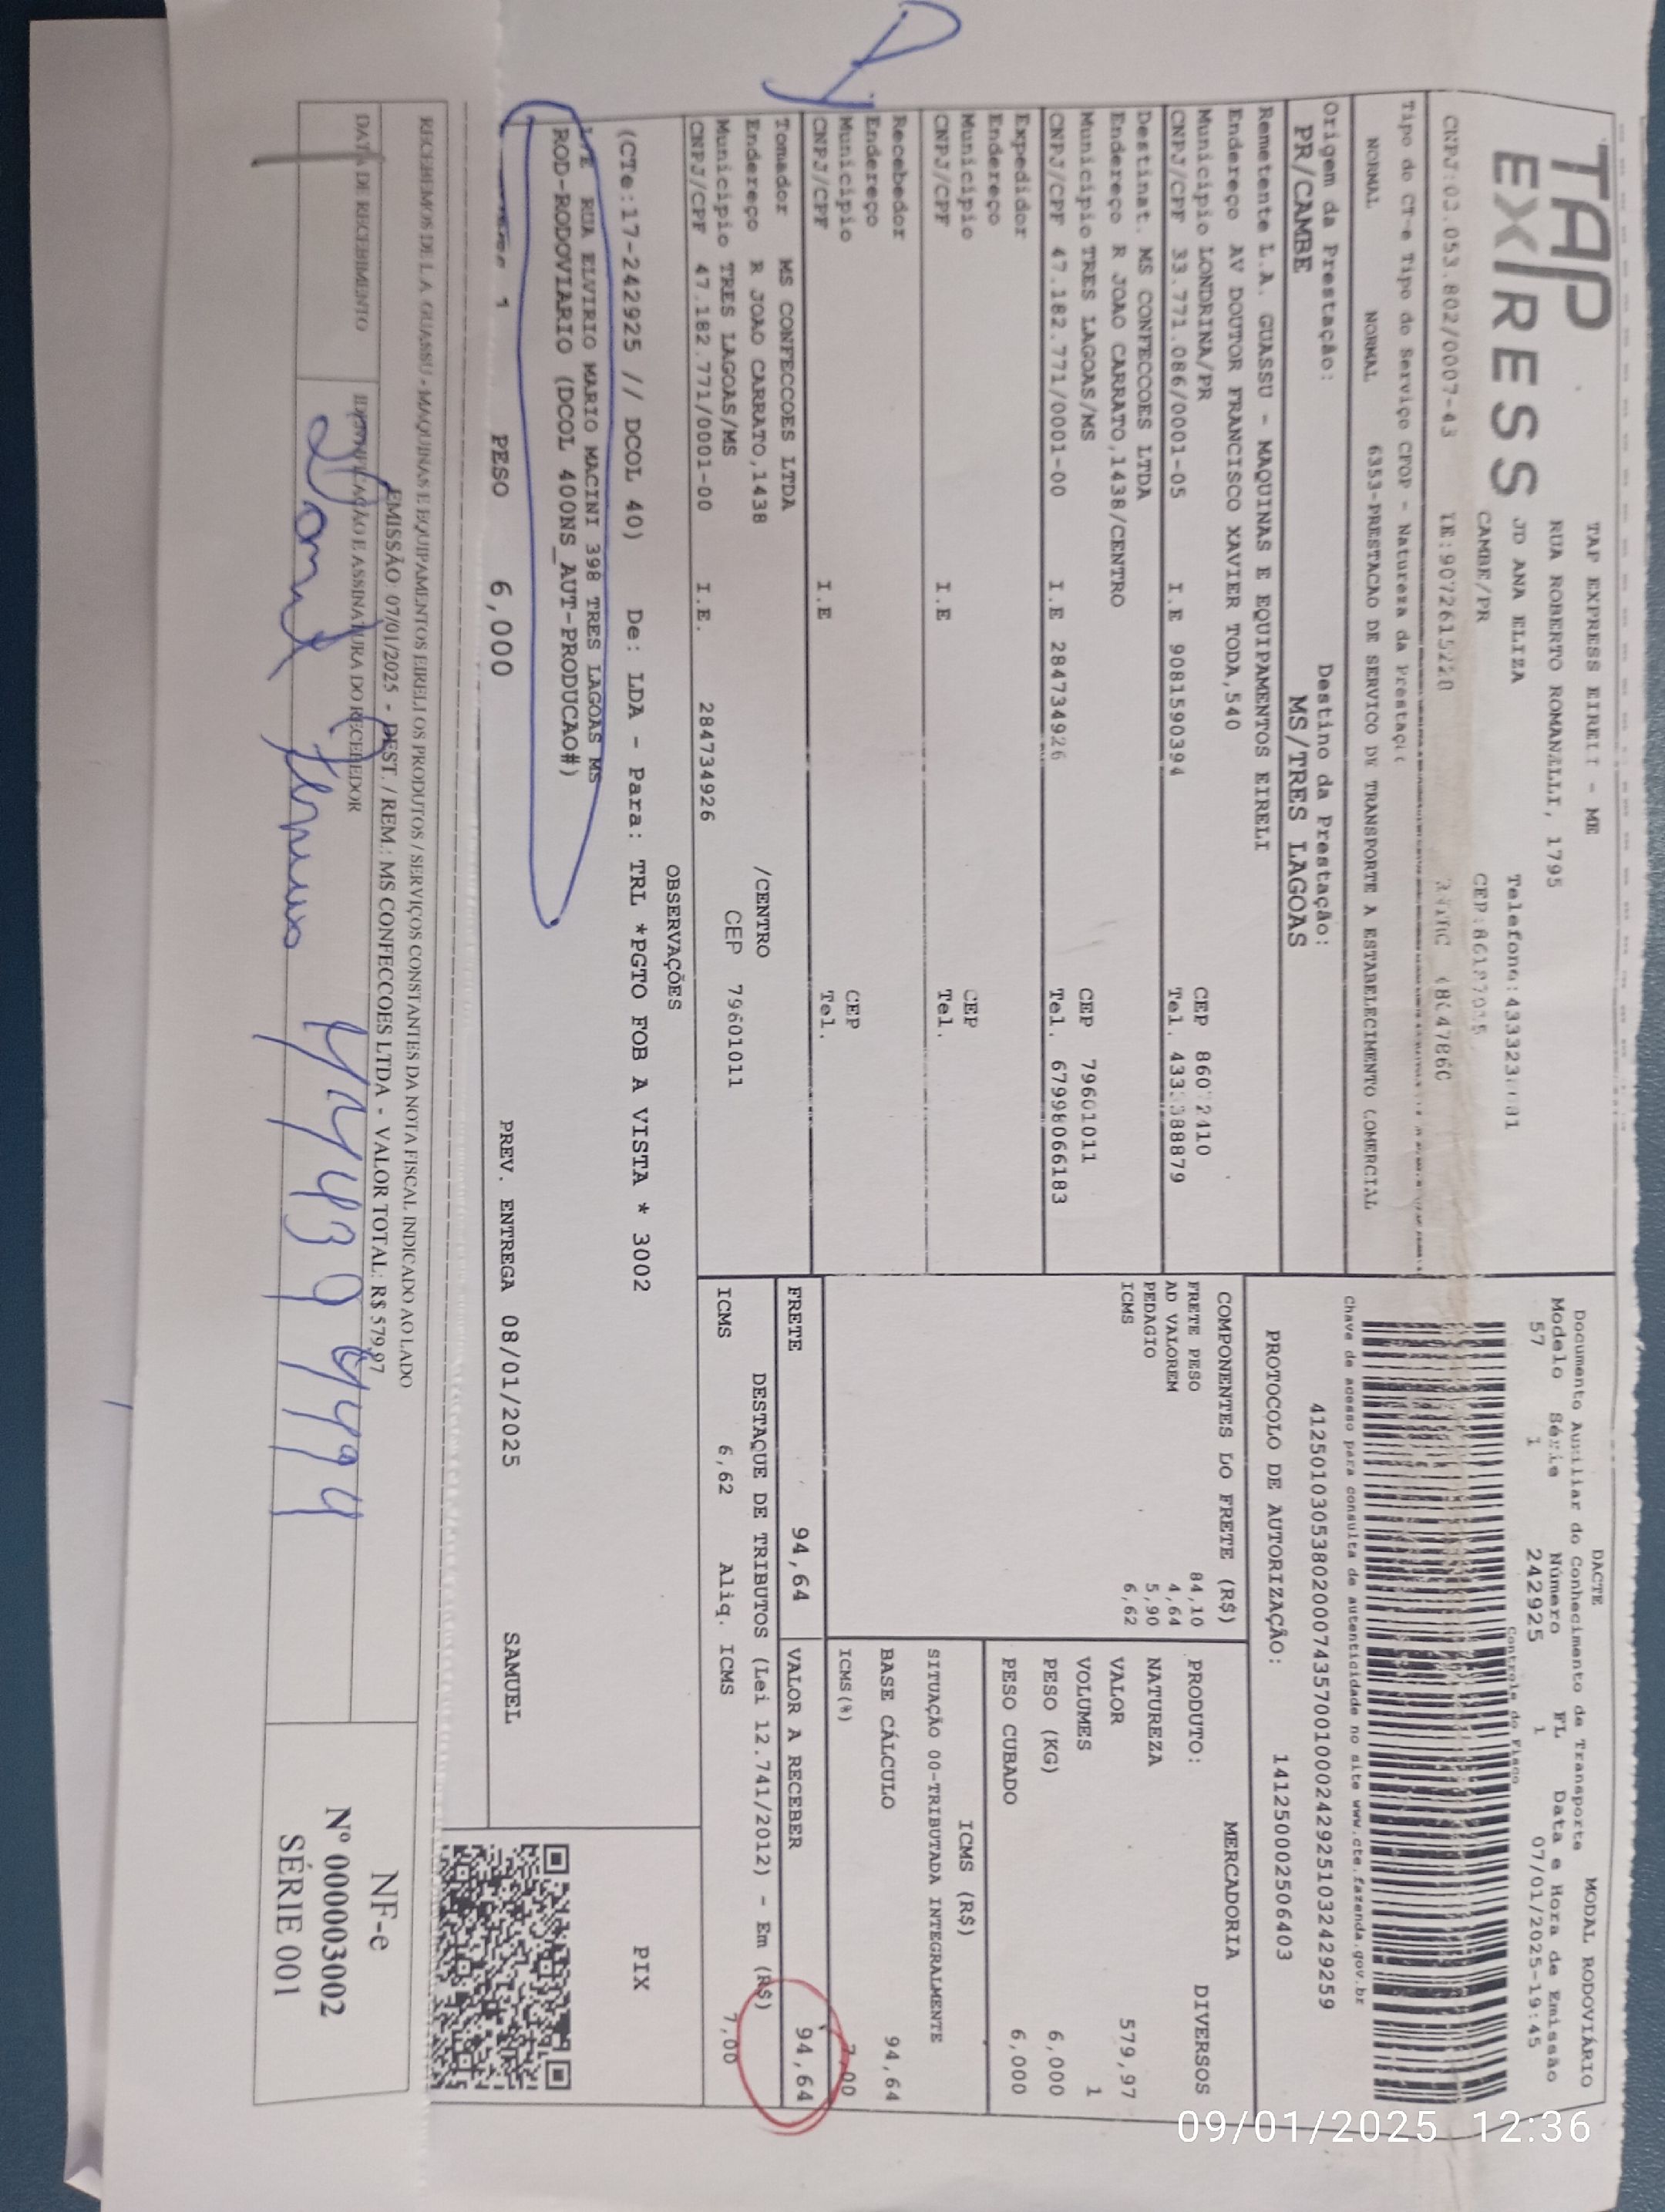 TAP
EXPRESS
TAP EXPRESS EIRELI - ME
RUA ROBERTO ROMANELLI, 1795
JD ANA ELIZA
CAMBE/PR
CNPJ:03.053.802/0007-43
Tipo do CT-e Tipo do Serviço CFOP - Natureza da Prestaç
NORMAL NORMAL 6353-PRESTACAO DE SERVICO DE TRANSPORTE A ESTABELECIMENTO COMERCIAL
Origem da Prestação: Destino da Prestação:
PR/CAMBE MS/TRES LAGOAS
Remetente L.A. GUASSU - MAQUINAS E EQUIPAMENTOS EIRELI
Endereço AV DOUTOR FRANCISCO XAVIER TODA,540
Municipio LONDRINA/PR CEP
CNPJ/CPF 33.771.086/0001-05 I.E 9081590394 Tel.
Destinat. MS CONFECCOES LTDA
Endereço R JOAO CARRATO,1438/CENTRO
Municipio TRES LAGOAS/MS CEP 79601011
CNPJ/CPF 47.182.771/0001-00 I.E 284734926 Tel. 67998066183
Expedidor
Endereço
Municipio CEP
CNPJ/CPF I.E Tel.
Recebedor
Endereço
Municipio CEP
CNPJ/CPF I.E Tel.
Tomador MS CONFECCOES LTDA
Endereço R JOAO CARRATO,1438 /CENTRO
Municipio TRES LAGOAS/MS CEP 79601011
CNPJ/CPF 47.182.771/0001-00 I.E. 284734926
DACTE MODAL RODOVIÁRIO
Documento Auxiliar do Conhecimento de Transporte
Modelo Série Número FL Data e Hora de Emissão
57 1 242925 1 07/01/2025-19:45
Controle do Fisco
Chave de acesso para consulta de autenticidade no site www.cte.fazenda.gov.br
41250103053802000743570010002429251032429259
PROTOCOLO DE AUTORIZAÇÃO: 141250002506403
COMPONENTES DO FRETE (R$)
FRETE PESO 84,10
AD VALOREM 4,64
PEDAGIO 5,90
ICMS 6,62
MERCADORIA
PRODUTO: DIVERSOS
NATUREZA
VALOR 579,97
VOLUMES 1
PESO (KG) 6,000
PESO CUBADO 6,000
ICMS (R$)
SITUAÇÃO 00-TRIBUTADA INTEGRALMENTE
BASE CÁLCULO 94,64
ICMS(%) 7,00
FRETE 94,64 VALOR A RECEBER 94,64
DESTAQUE DE TRIBUTOS (Lei 12.741/2012) - Em (R$)
ICMS 6,62 Aliq. ICMS 7,00
OBSERVAÇÕES
(CTe:17-242925 // DCOL 40) De: LDA - Para: TRL *PGTO FOB A VISTA * 3002
RUA ELVIRIO MARIO MACINI 398 TRES LAGOAS MS
ROD-RODOVIARIO (DCOL 400NS_AUT-PRODUCAO#)
PIX
1 PESO 6,000 PREV. ENTREGA 08/01/2025 SAMUEL
RECEBEMOS DE L.A. GUASSU - MAQUINAS E EQUIPAMENTOS EIRELI OS PRODUTOS / SERVIÇOS CONSTANTES DA NOTA FISCAL INDICADO AO LADO
EMISSÃO: 07/01/2025 - DEST. / REM.: MS CONFECCOES LTDA - VALOR TOTAL: R$ 579,97
DATA DE RECEBIMENTO IDENTIFICAÇÃO E ASSINATURA DO RECEBEDOR
NF-e
Nº 000003002
SÉRIE 001
09/01/2025 12:36